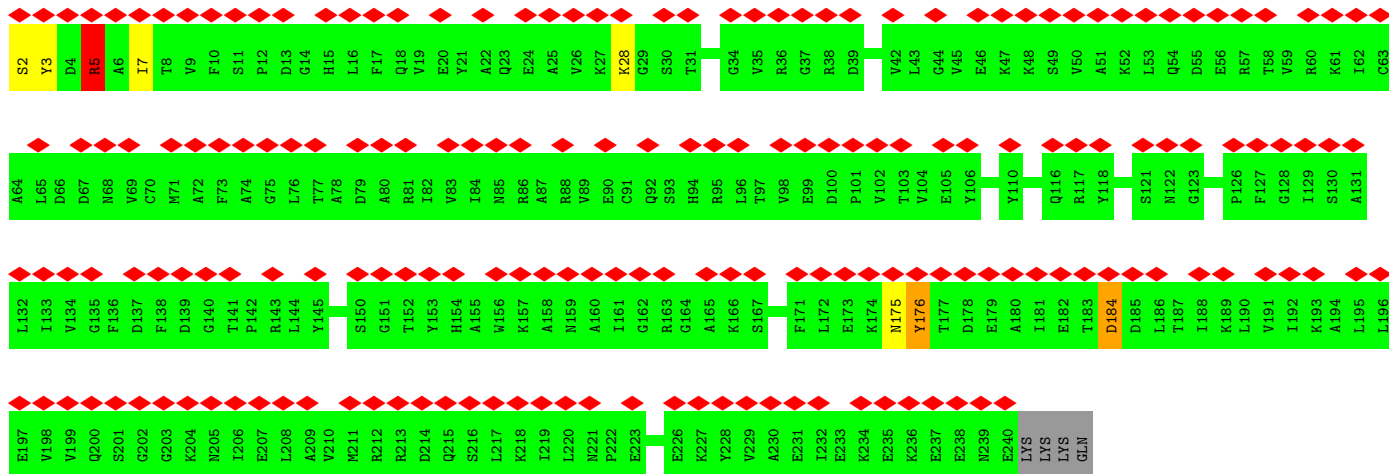 S2 Y3 D4 R5 A6 I7 T8 V9 F10 S11 P12 D13 G14 H15 L16 F17 Q18 V19 E20 Y21 A22 Q23 E24 A25 V26 K27 K28 G29 S30 T31 G34 V35 R36 G37 R38 D39 V42 L43 G44 V45 E46 K47 K48 S49 V50 A51 K52 L53 Q54 D55 E56 R57 T58 V59 R60 K61 I62 C63
A64 L65 D66 D67 N68 V69 C70 M71 A72 F73 A74 G75 L76 T77 A78 D79 A80 R81 I82 V83 I84 N85 R86 A87 R88 V89 E90 C91 Q92 S93 H94 R95 L96 T97 V98 E99 D100 P101 V102 T103 V104 E105 Y106 Y110 Q116 R117 Y118 S121 N122 G123 P126 F127 G128 I129 S130 A131
L132 I133 V134 G135 F136 D137 F138 D139 G140 T141 P142 R143 L144 Y145 S150 G151 T152 Y153 H154 A155 W156 K157 A158 N159 A160 I161 G162 R163 G164 A165 K166 S167 F171 L172 E173 K174 N175 Y176 T177 D178 E179 A180 I181 E182 T183 D184 D185 L186 T187 I188 K189 L190 V191 I192 K193 A194 L195 L196
E197 V198 V199 Q200 S201 G202 G203 K204 N205 I206 E207 L208 A209 V210 M211 R212 R213 D214 Q215 S216 L217 K218 I219 L220 N221 P222 E223 E226 K227 Y228 V229 A230 E231 I232 E233 K234 E235 K236 E237 E238 N239 E240 LYS LYS LYS GLN